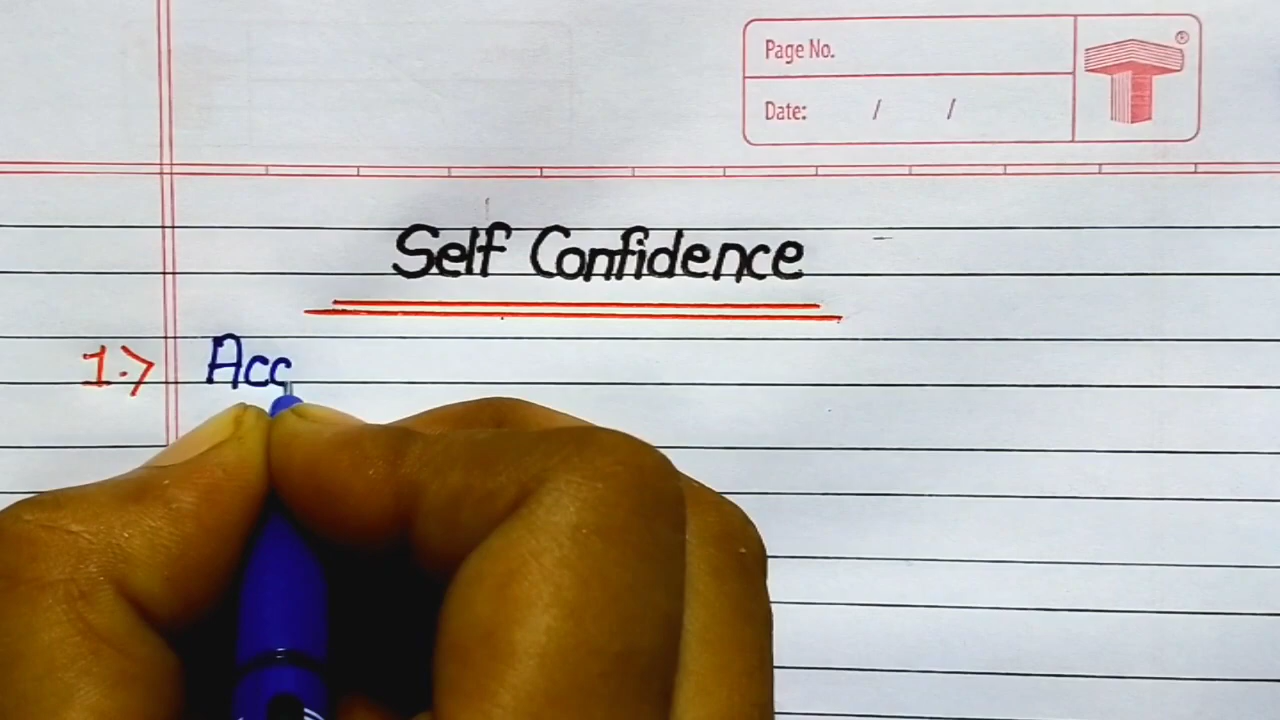 Page No.
Date: / /
Self Confidence
1.> Acc